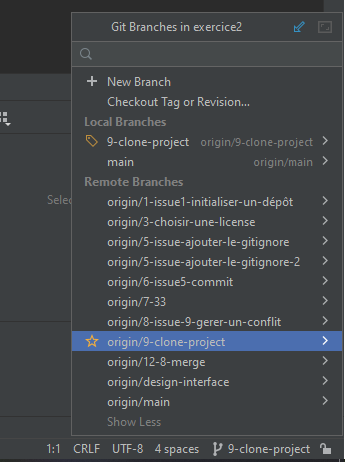 Git Branches in exercice2
New Branch
Checkout Tag or Revision...
Local Branches
9-clone-project origin/9-clone-project
main origin/main
Remote Branches
Selec
origin/1-issue1-initialiser-un-dépôt
origin/3-choisir-une-license
origin/5-issue-ajouter-le-gitignore
origin/5-issue-ajouter-le-gitignore-2
origin/6-issue5-commit
origin/7-33
origin/8-issue-9-gerer-un-conflit
origin/9-clone-project
origin/12-8-merge
origin/design-interface
origin/main
Show Less
1:1 CRLF UTF-8 4 spaces 9-clone-project